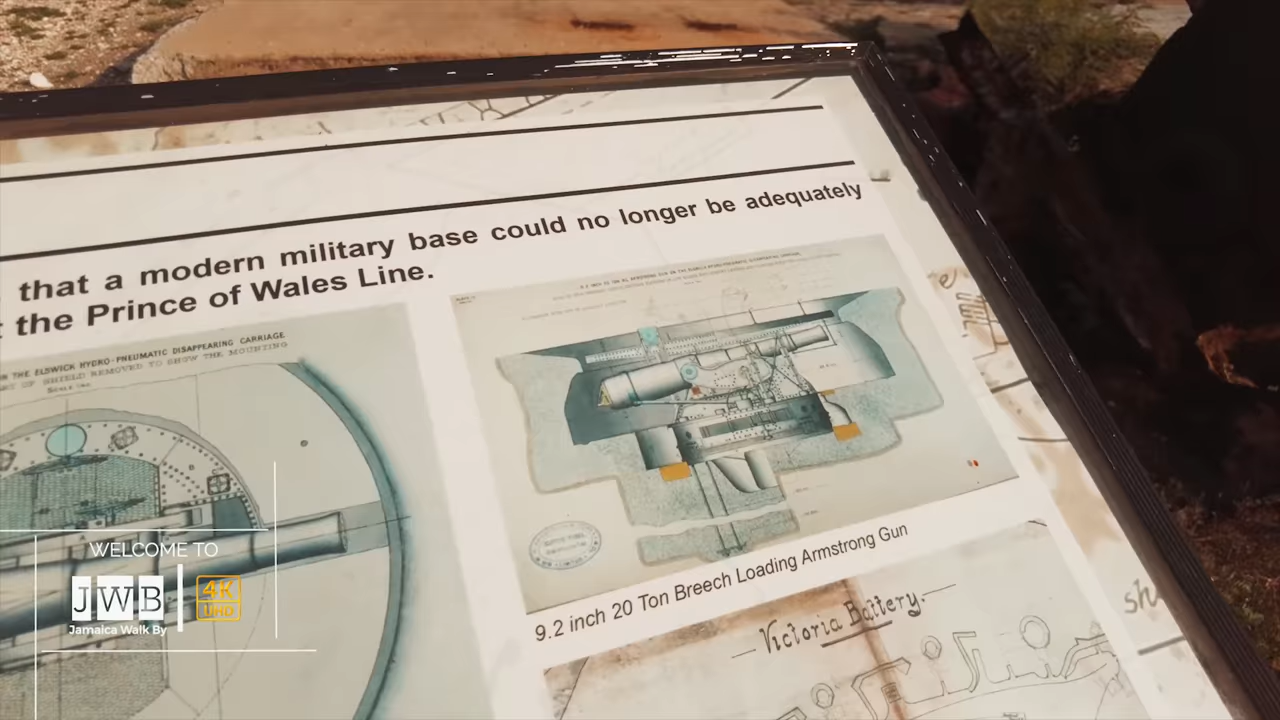 that a modern military base could no longer be adequately
the Prince of Wales Line.
N THE ELSWICK HYDRO-PNEUMATIC DISAPPEARING CARRIAGE
OF SHIELD REMOVED TO SHOW THE MOUNTING
9.2 inch 20 Ton Breech Loading Armstrong Gun
Victoria Battery.
WELCOME TO
JWB
4K
UHD
Jamaica Walk By